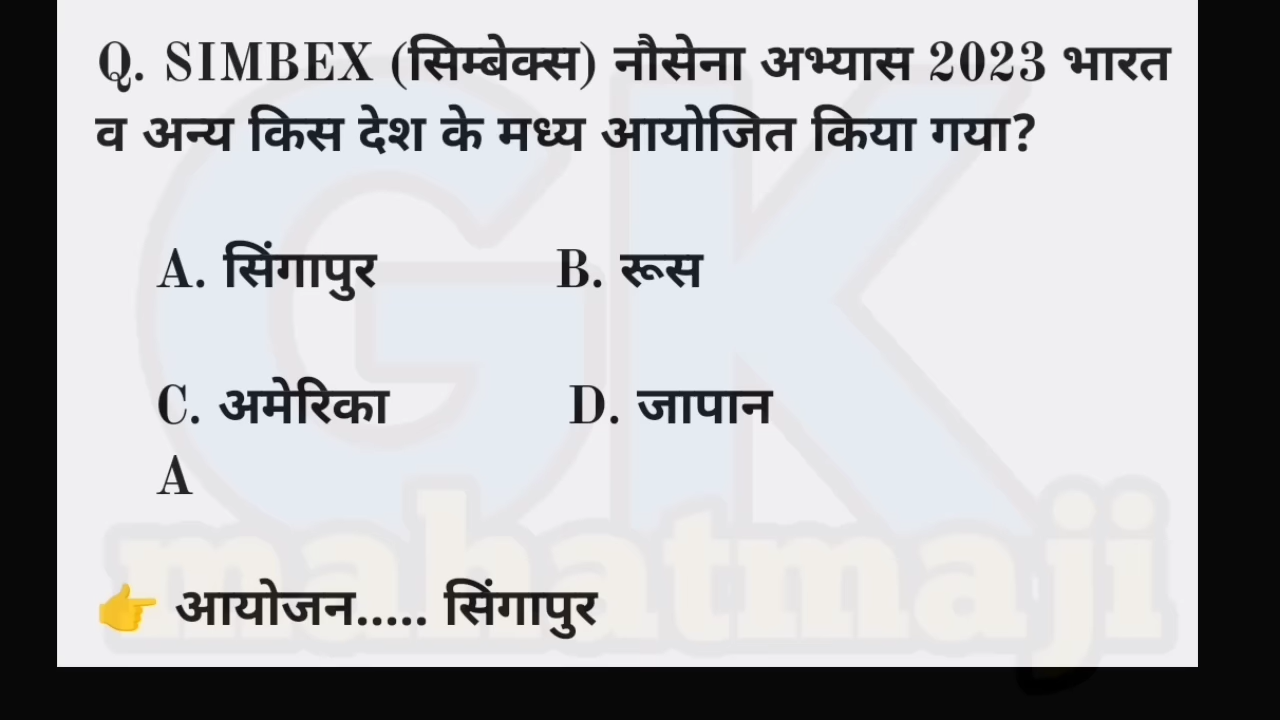 Q. SIMBEX (सिम्बेक्स) नौसेना अभ्यास 2023 भारत
व अन्य किस देश के मध्य आयोजित किया गया?
A. सिंगापुर B. रूस
C. अमेरिका D. जापान
A
👉 आयोजन..... सिंगापुर
GK
mahatmaji